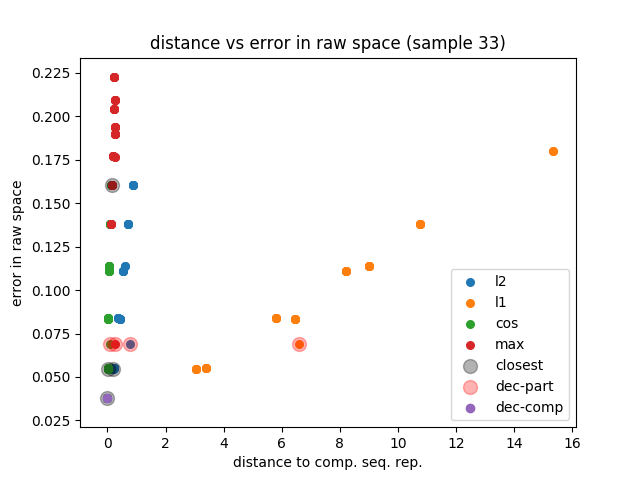 distance vs error in raw space (sample 33)
error in raw space
0.225
0.200
0.175
0.150
0.125
0.100
0.075
0.050
0.025
0 2 4 6 8 10 12 14 16
distance to comp. seq. rep.
l2
l1
cos
max
closest
dec-part
dec-comp